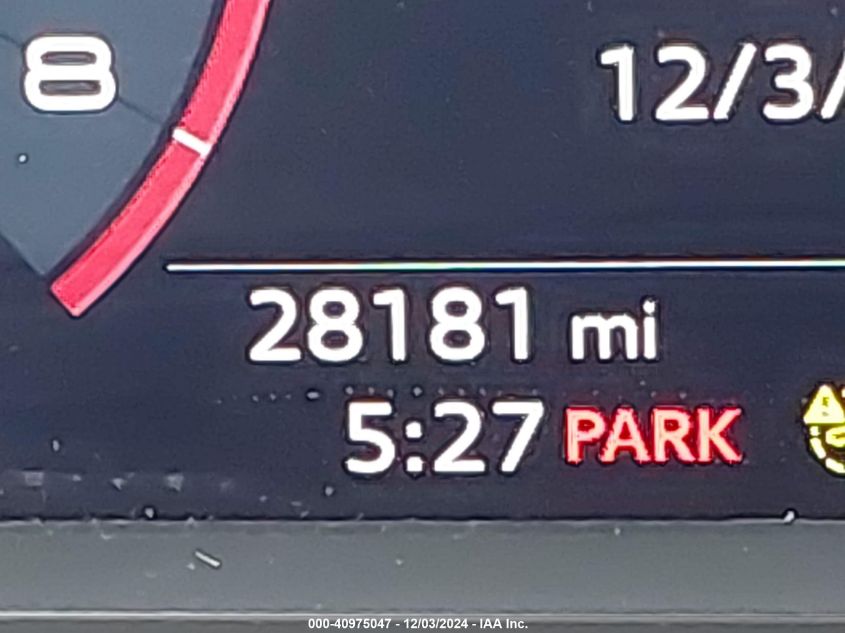 8
12/3/
28181 mi
5:27 PARK
000-40975047 - 12/03/2024 - IAA Inc.